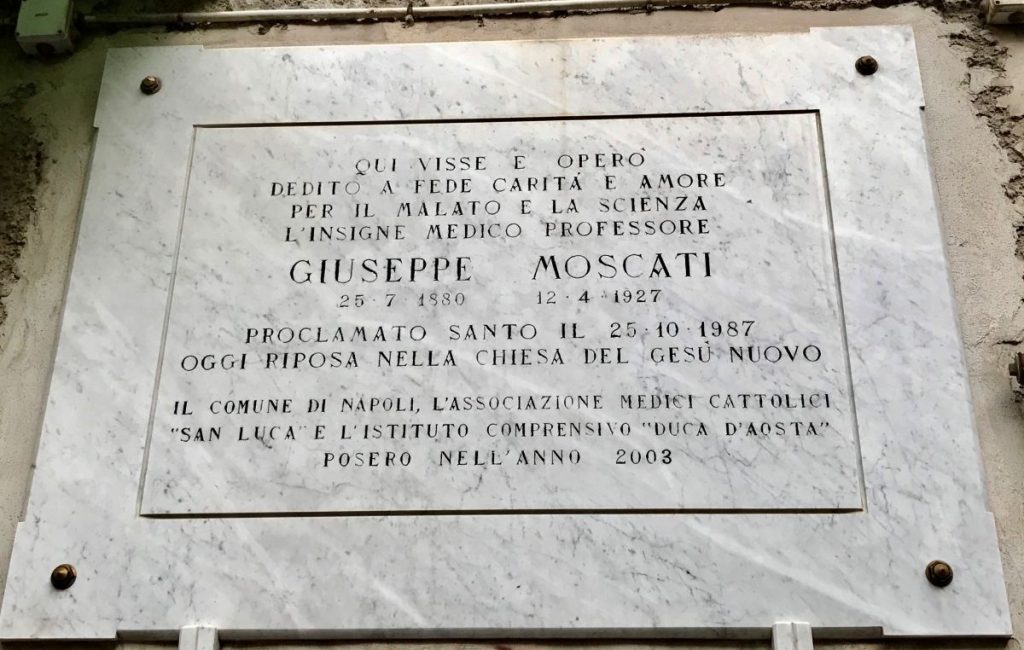 QUI VISSE E OPERÒ
DEDITO A FEDE CARITÁ E AMORE
PER IL MALATO E LA SCIENZA
L'INSIGNE MEDICO PROFESSORE
GIUSEPPE MOSCATI
25·7·1880 12·4·1927
PROCLAMATO SANTO IL 25·10·1987
OGGI RIPOSA NELLA CHIESA DEL GESÙ NUOVO
IL COMUNE DI NAPOLI, L'ASSOCIAZIONE MEDICI CATTOLICI
"SAN LUCA" E L'ISTITUTO COMPRENSIVO "DUCA D'AOSTA"
POSERO NELL'ANNO 2003